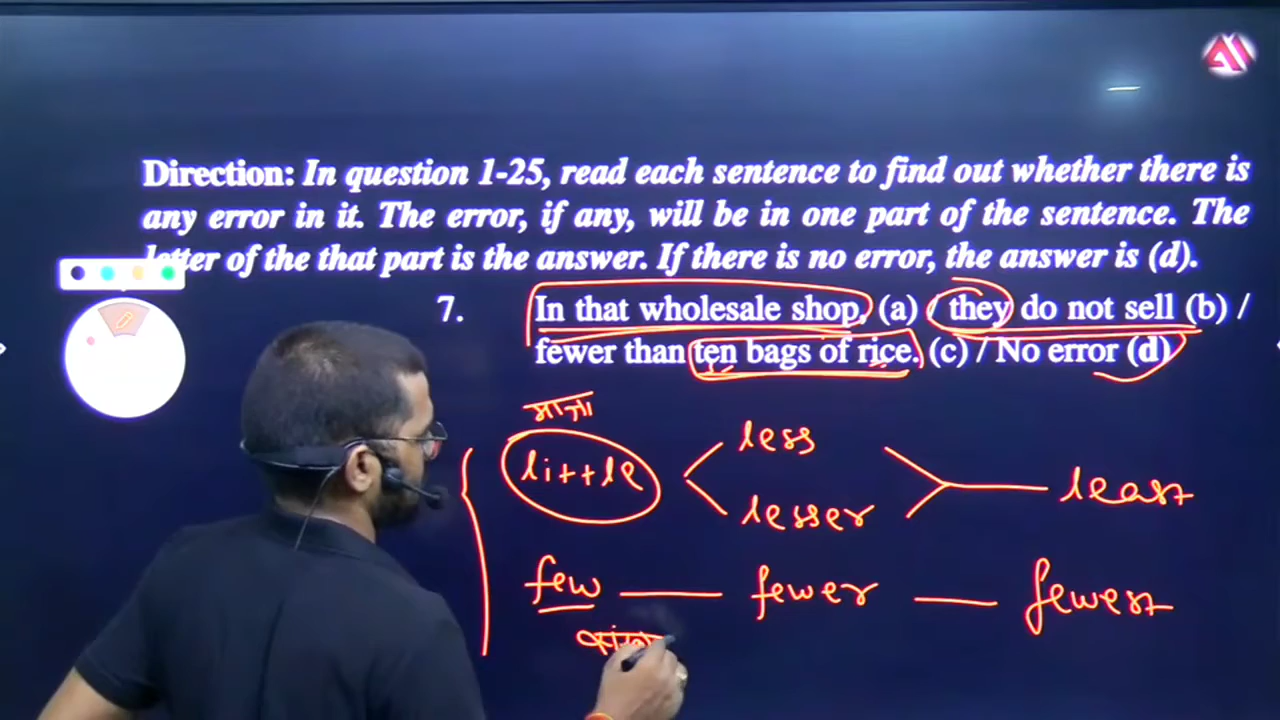 Direction: In question 1-25, read each sentence to find out whether there is
any error in it. The error, if any, will be in one part of the sentence. The
letter of the that part is the answer. If there is no error, the answer is (d).
7. In that wholesale shop, (a) / they do not sell (b) /
fewer than ten bags of rice. (c) / No error (d)
मात्रा
little less
lesser least
few fewer fewest